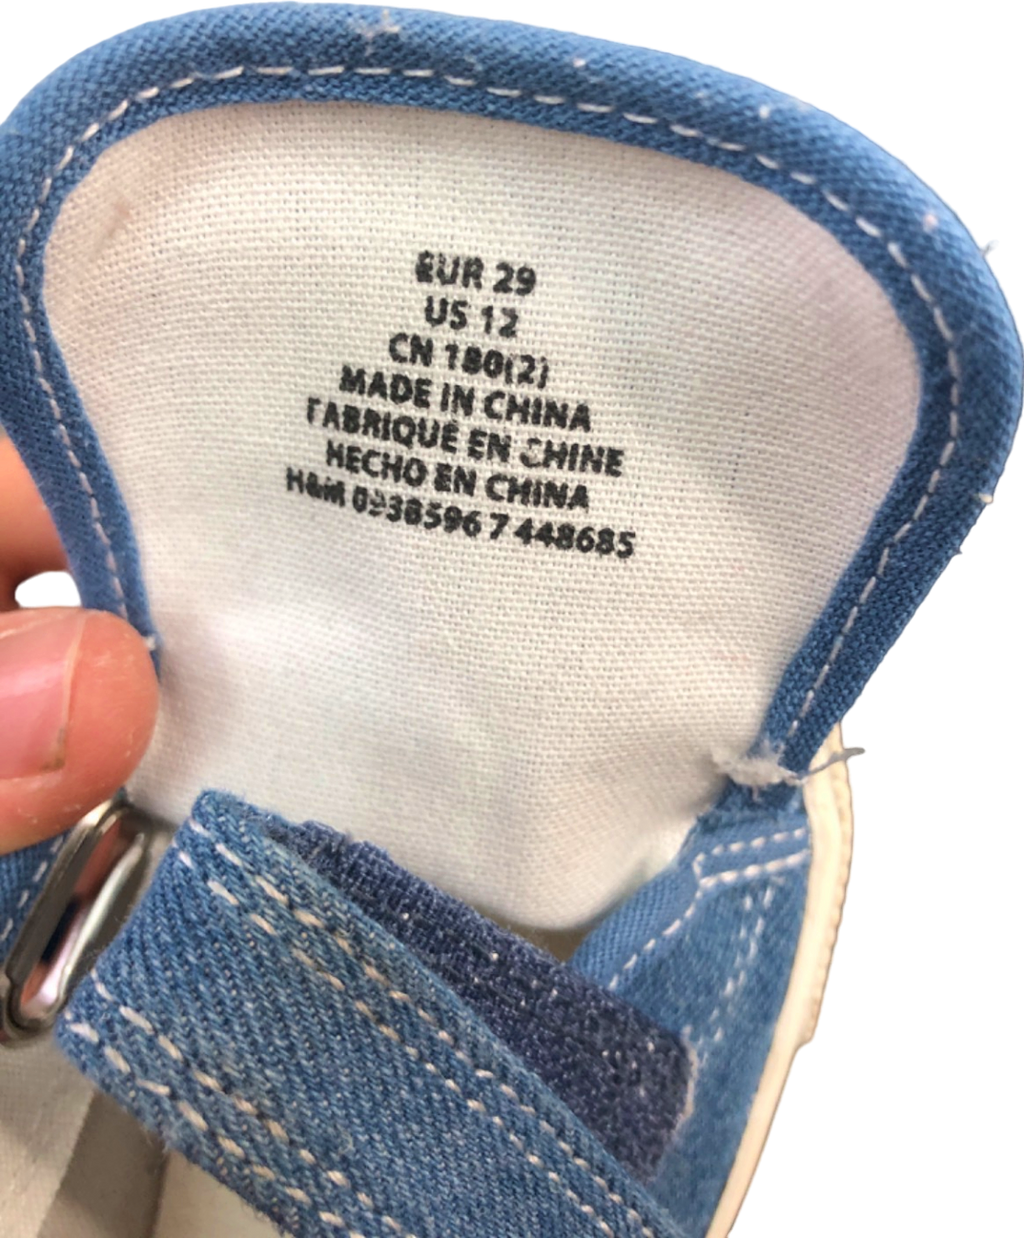 EUR 29
US 12
CN 180(2)
MADE IN CHINA
FABRIQUÉ EN CHINE
HECHO EN CHINA
H&M 0938596 7 448685